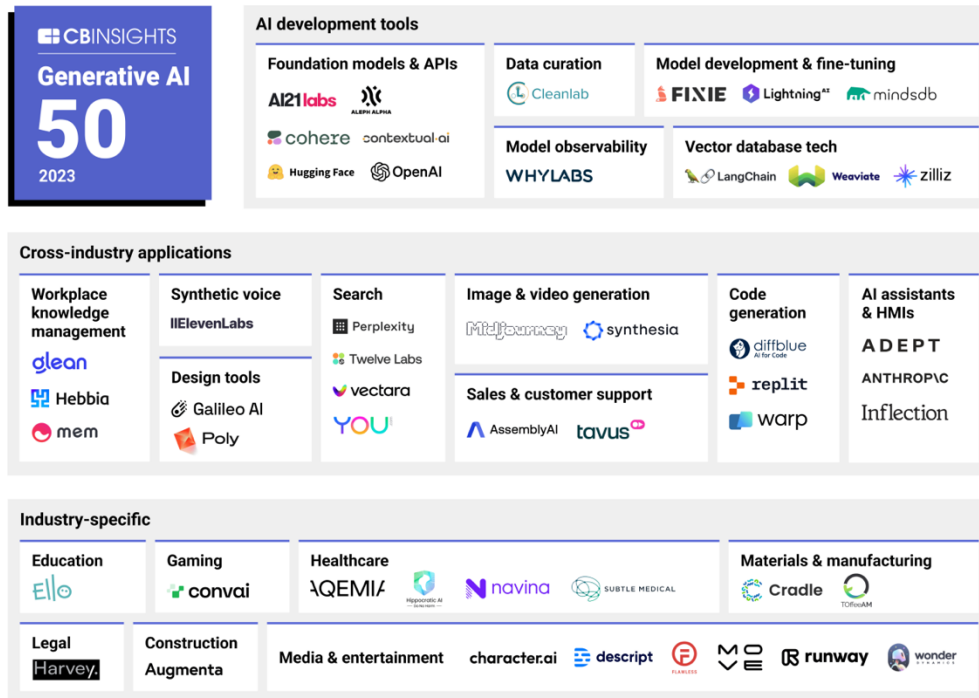 CBINSIGHTS
Generative AI
50
2023
AI development tools
Foundation models & APIs
AI21labs
ALEPH ALPHA
cohere
contextual·ai
Hugging Face
OpenAI
Data curation
Cleanlab
Model development & fine-tuning
FIXIE
Lightning AI
mindsdb
Model observability
WHYLABS
Vector database tech
LangChain
Weaviate
zilliz
Cross-industry applications
Workplace
knowledge
management
glean
Hebbia
mem
Synthetic voice
IIElevenLabs
Design tools
Galileo AI
Poly
Search
Perplexity
Twelve Labs
vectara
YOU
Image & video generation
Midjourney
synthesia
Sales & customer support
AssemblyAI
tavus
Code
generation
diffblue
AI for Code
replit
warp
AI assistants
& HMIs
ADEPT
ANTHROP\C
Inflection
Industry-specific
Education
Ello
Gaming
convai
Healthcare
AQEMIA
Hippocratic AI
navina
SUBTLE MEDICAL
Materials & manufacturing
Cradle
TOffeeAM
Legal
Harvey.
Construction
Augmenta
Media & entertainment
character.ai
descript
FLAWLESS
MOVE
runway
wonder
DYNAMICS